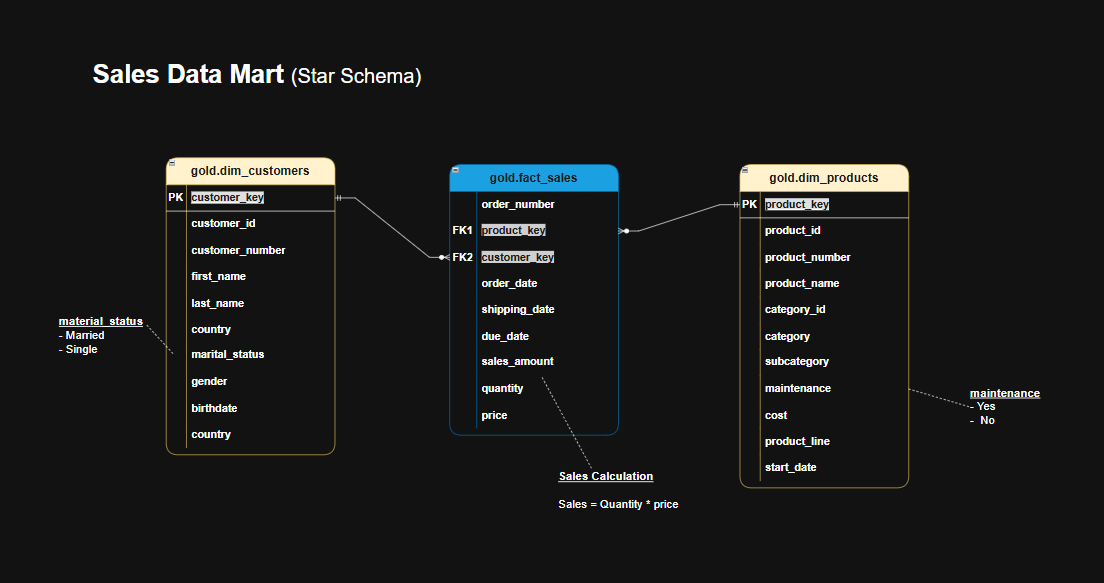 Sales Data Mart (Star Schema)
gold.dim_customers
PK customer_key
customer_id
customer_number
first_name
last_name
country
marital_status
gender
birthdate
country
material_status
- Married
- Single
gold.fact_sales
order_number
FK1 product_key
FK2 customer_key
order_date
shipping_date
due_date
sales_amount
quantity
price
Sales Calculation
Sales = Quantity * price
gold.dim_products
PK product_key
product_id
product_number
product_name
category_id
category
subcategory
maintenance
cost
product_line
start_date
maintenance
- Yes
- No